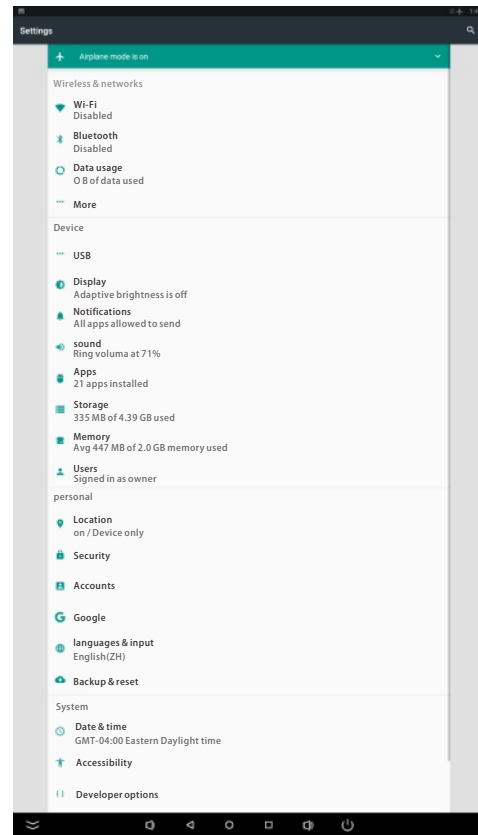 Settings
Airplane mode is on
Wireless & networks
Wi-Fi
Disabled
Bluetooth
Disabled
Data usage
O B of data used
More
Device
USB
Display
Adaptive brightness is off
Notifications
All apps allowed to send
sound
Ring voluma at 71%
Apps
21 apps installed
Storage
335 MB of 4.39 GB used
Memory
Avg 447 MB of 2.0 GB memory used
Users
Signed in as owner
personal
Location
on / Device only
Security
Accounts
Google
languages & input
English(ZH)
Backup & reset
System
Date & time
GMT-04:00 Eastern Daylight time
Accessibility
Developer options